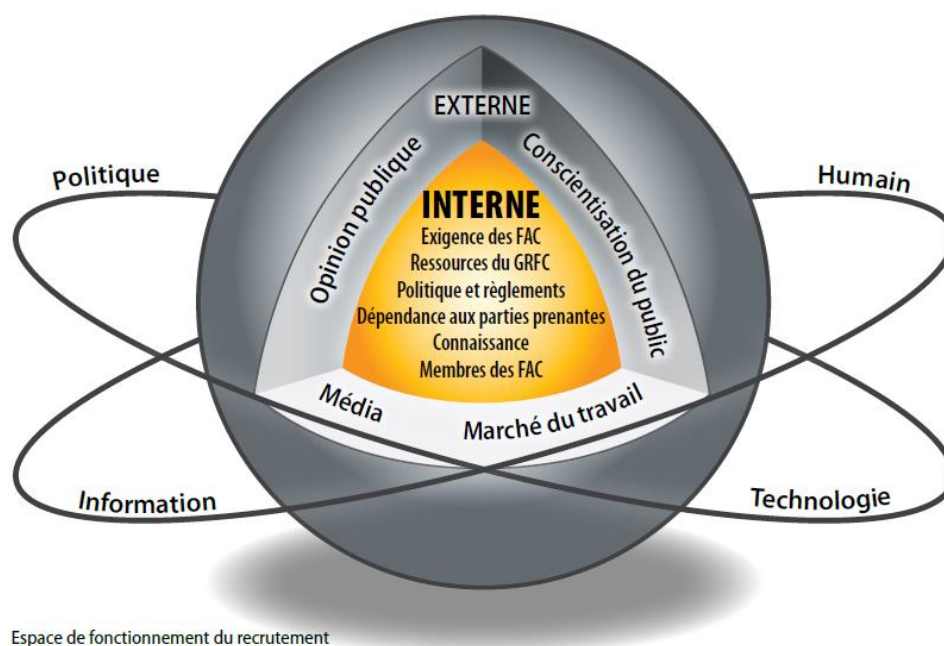 EXTERNE
Politique
Humain
Opinion publique
Conscientisation du public
INTERNE
Exigence des FAC
Ressources du GRFC
Politique et règlements
Dépendance aux parties prenantes
Connaissance
Membres des FAC
Média
Marché du travail
Information
Technologie
Espace de fonctionnement du recrutement